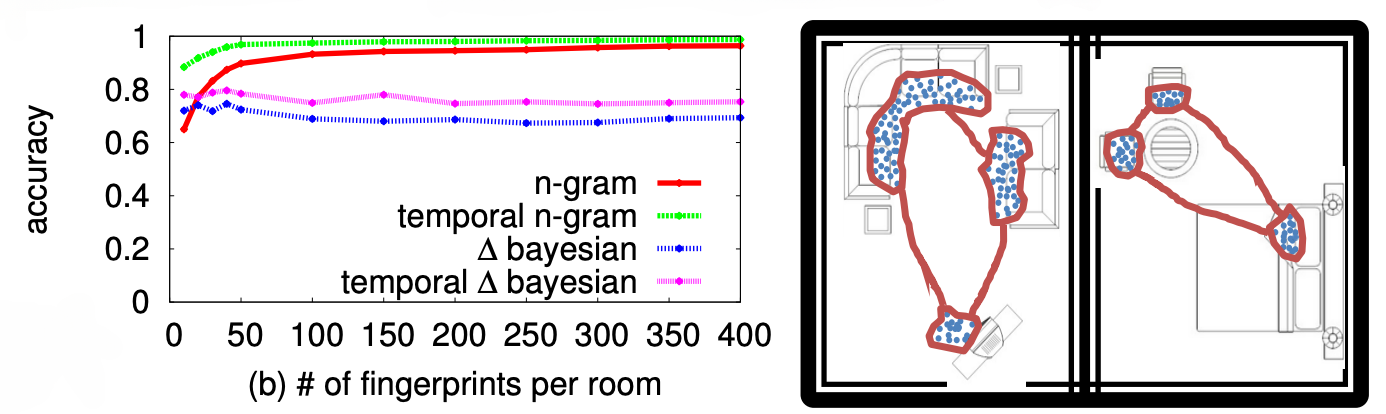 1
0.8
0.6
0.4
0.2
0
accuracy
n-gram
temporal n-gram
Δ bayesian
temporal Δ bayesian
0 50 100 150 200 250 300 350 400
(b) # of fingerprints per room